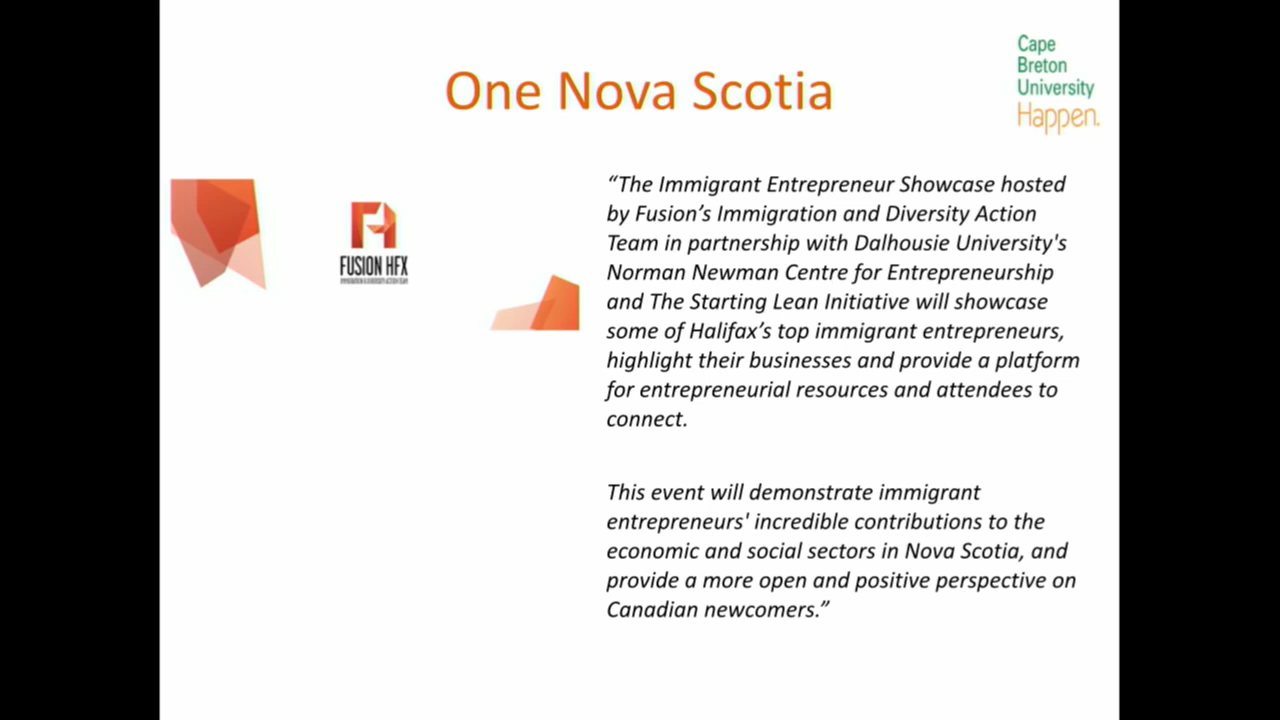 One Nova Scotia
Cape
Breton
University
Happen.
FUSION HFX
IMMIGRATION & DIVERSITY ACTION TEAM
“The Immigrant Entrepreneur Showcase hosted
by Fusion’s Immigration and Diversity Action
Team in partnership with Dalhousie University's
Norman Newman Centre for Entrepreneurship
and The Starting Lean Initiative will showcase
some of Halifax’s top immigrant entrepreneurs,
highlight their businesses and provide a platform
for entrepreneurial resources and attendees to
connect.
This event will demonstrate immigrant
entrepreneurs' incredible contributions to the
economic and social sectors in Nova Scotia, and
provide a more open and positive perspective on
Canadian newcomers.”